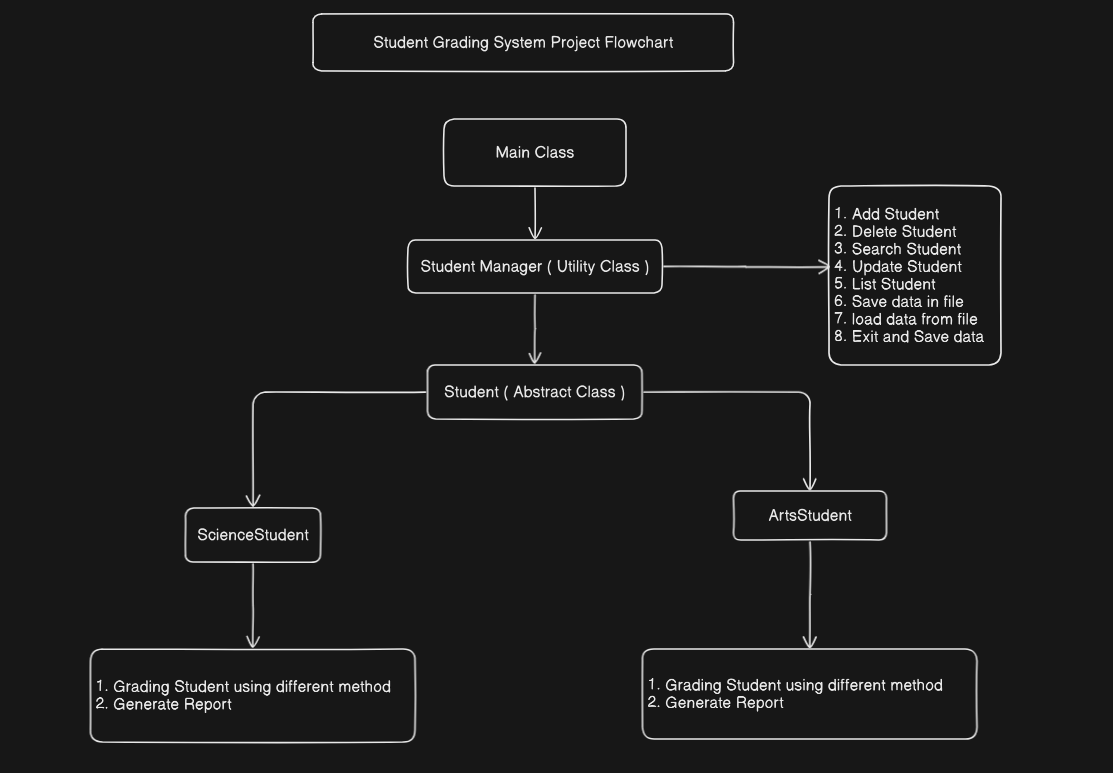 Student Grading System Project Flowchart
Main Class
Student Manager ( Utility Class )
1. Add Student
2. Delete Student
3. Search Student
4. Update Student
5. List Student
6. Save data in file
7. load data from file
8. Exit and Save data
Student ( Abstract Class )
ScienceStudent
ArtsStudent
1. Grading Student using different method
2. Generate Report
1. Grading Student using different method
2. Generate Report